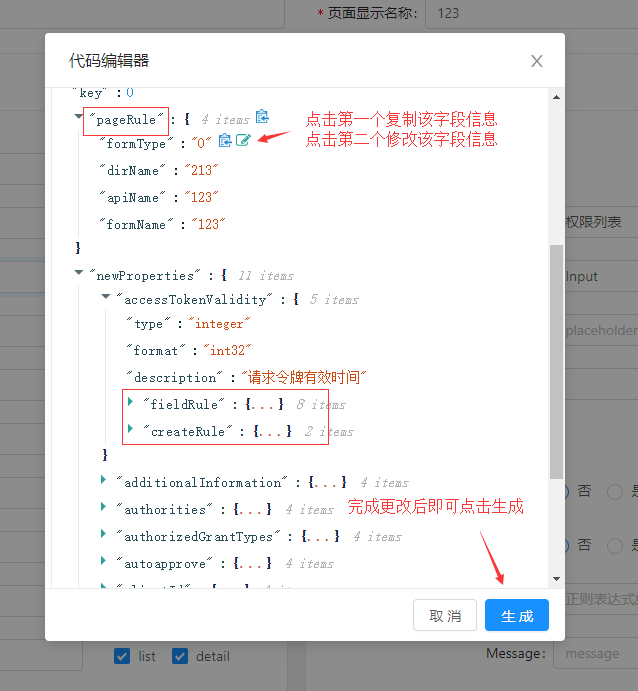 * 页面显示名称: 123
代码编辑器
"key" : 0
"pageRule" : { 4 items
点击第一个复制该字段信息
"formType" : "0"
点击第二个修改该字段信息
"dirName" : "213"
"apiName" : "123"
"formName" : "123"
}
权限列表
"newProperties" : { 11 items
Input
"accessTokenValidity" : { 5 items
"type" : "integer"
placeholder
"format" : "int32"
"description" : "请求令牌有效时间"
"fieldRule" : {...} 8 items
"createRule" : {...} 2 items
}
"additionalInformation" : {...} 4 items
否
"authorities" : {...} 4 items
完成更改后即可点击生成
"authorizedGrantTypes" : {...} 4 items
否
"autoapprove" : {...} 4 items
正则表达式
取 消
生 成
list
detail
Message:
message